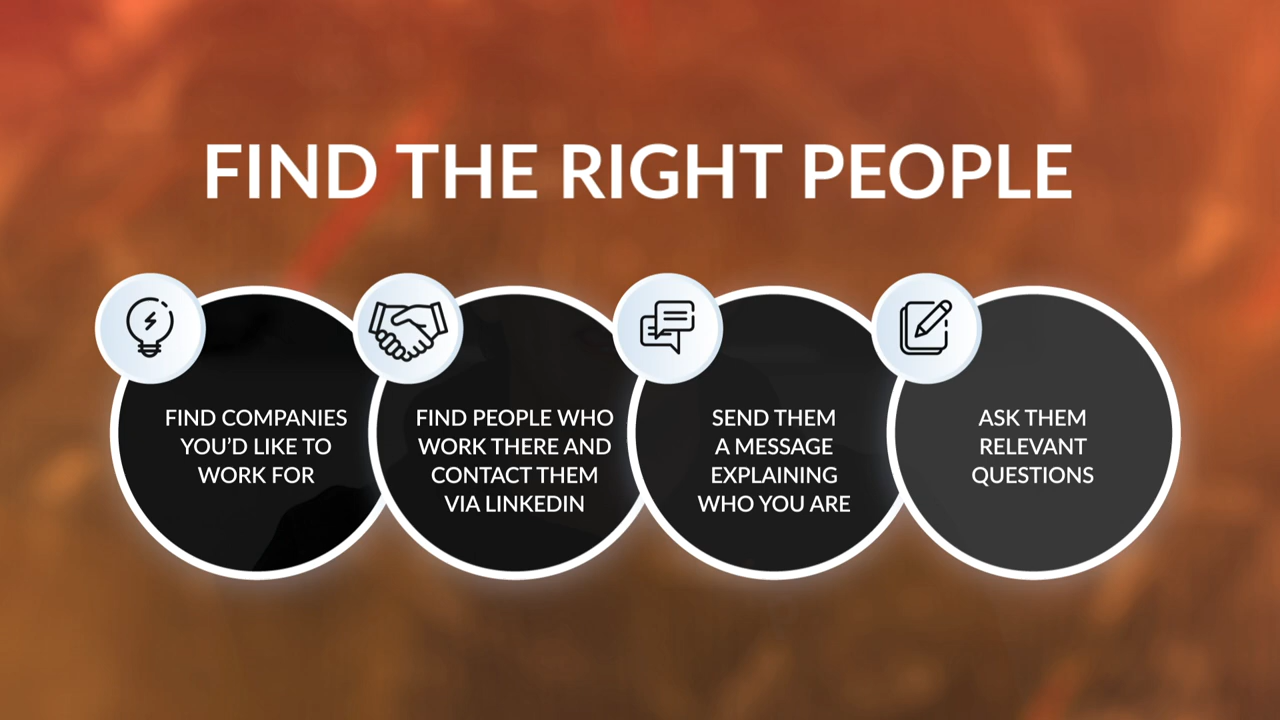 FIND THE RIGHT PEOPLE
FIND COMPANIES
YOU’D LIKE TO
WORK FOR
FIND PEOPLE WHO
WORK THERE AND
CONTACT THEM
VIA LINKEDIN
SEND THEM
A MESSAGE
EXPLAINING
WHO YOU ARE
ASK THEM
RELEVANT
QUESTIONS